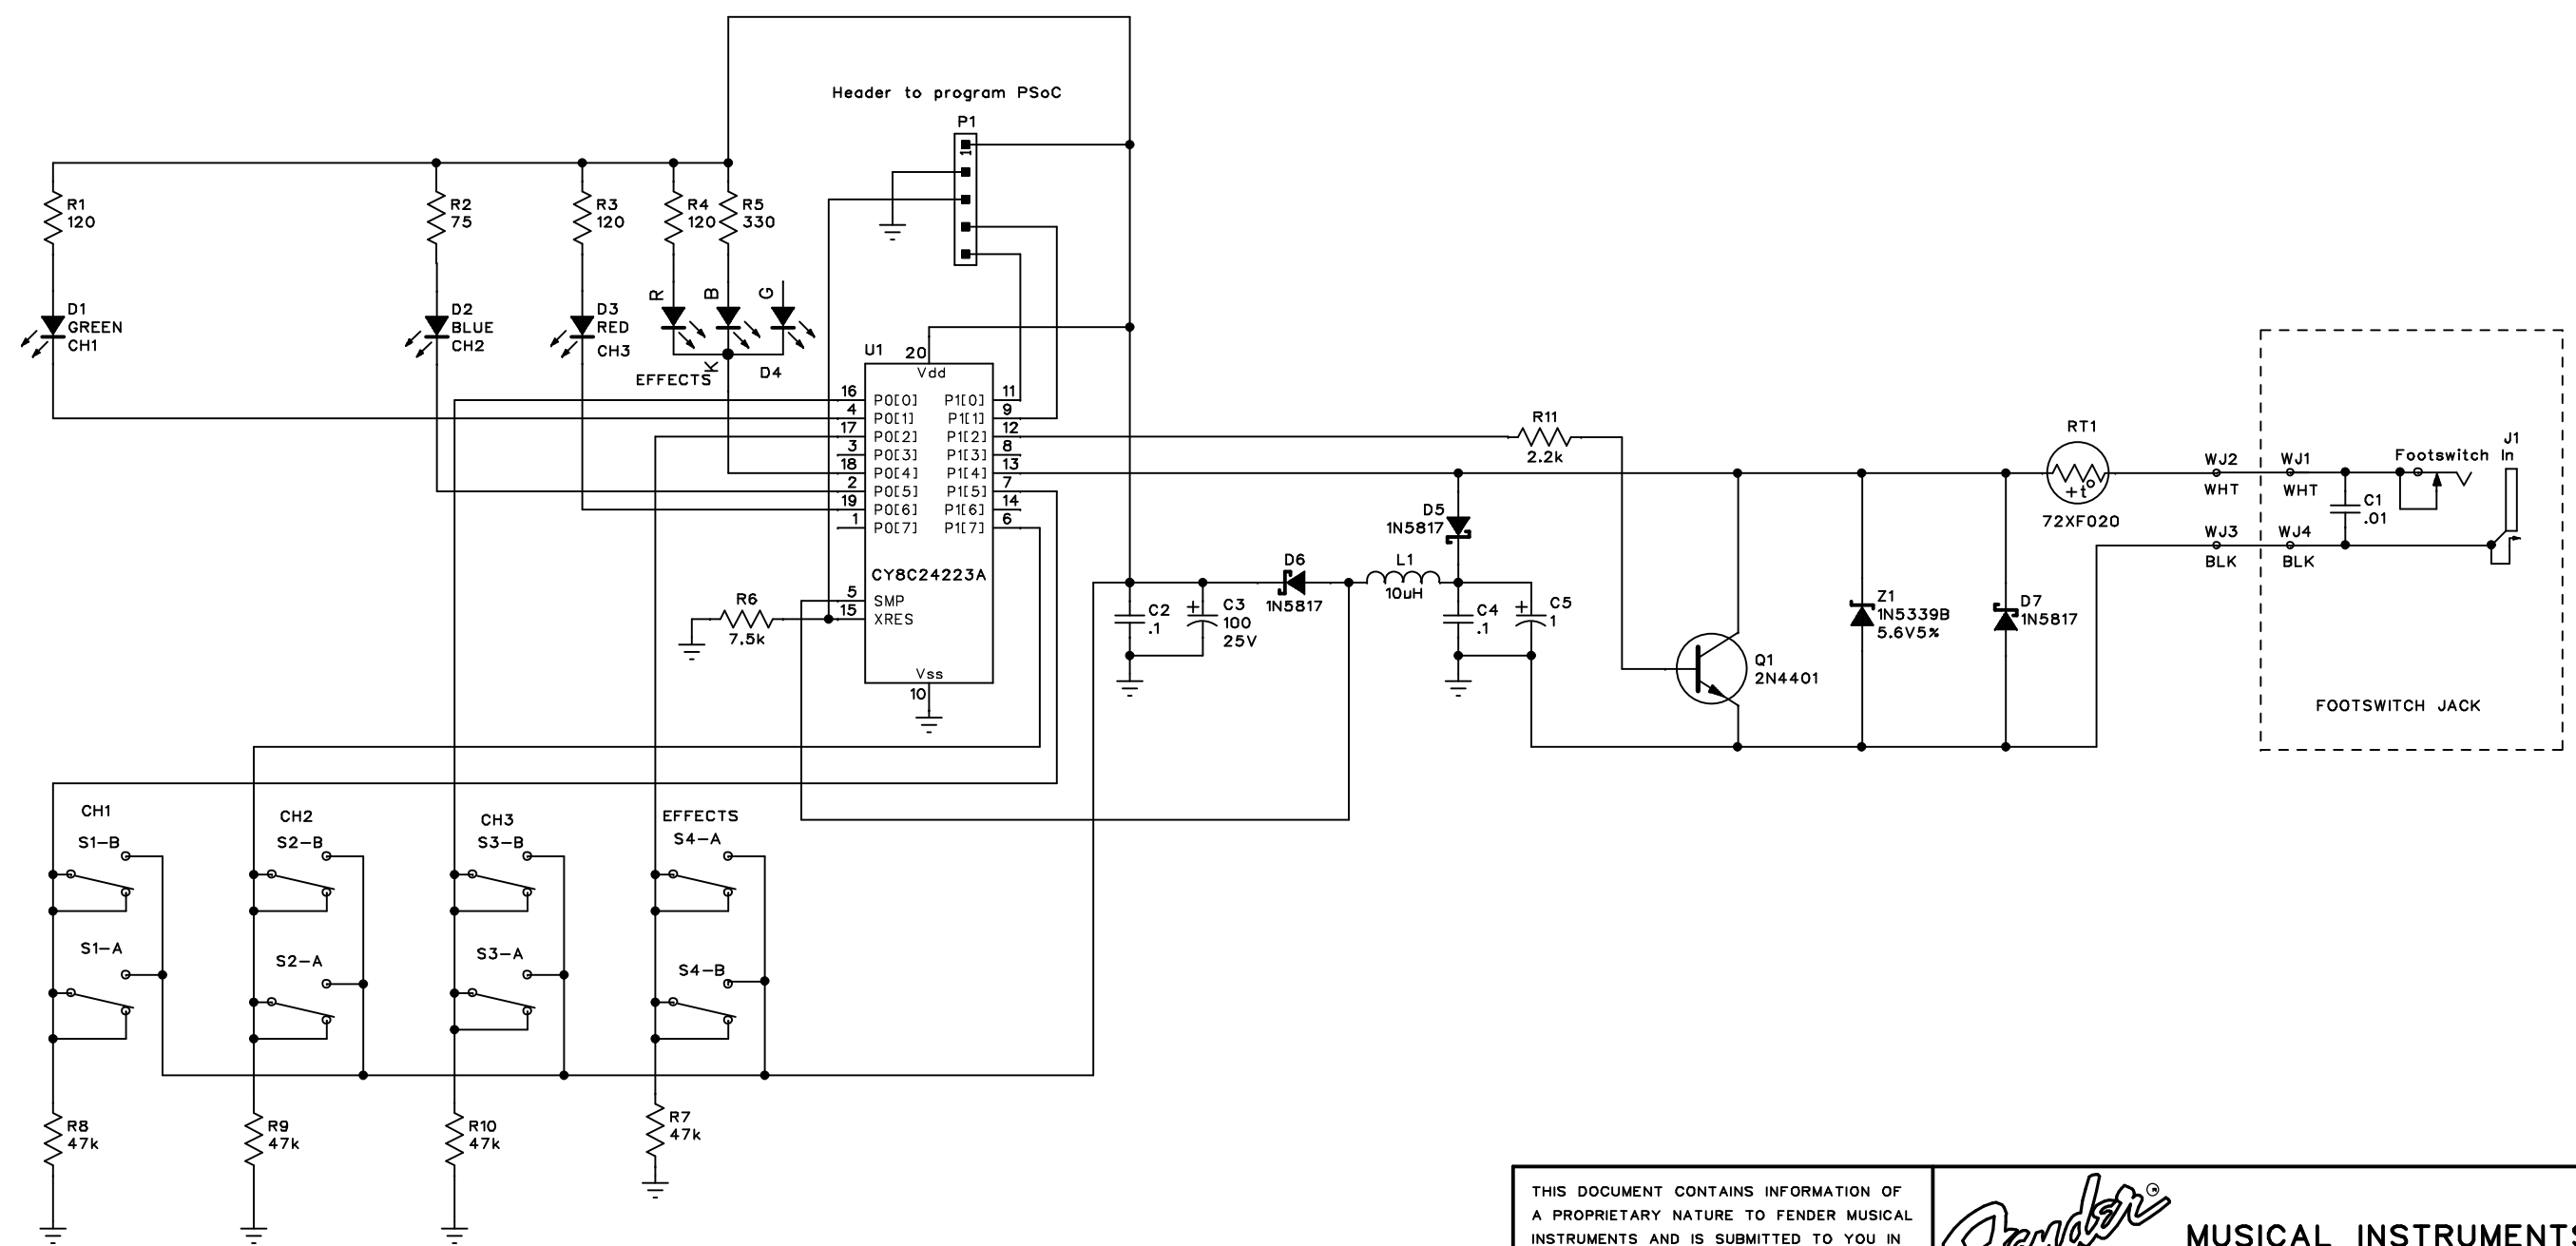 Header to program PSoC
P1
1
R1
120
R2
75
R3
120
R4
120
R5
330
R
B
G
D1
GREEN
CH1
D2
BLUE
CH2
D3
RED
CH3
EFFECTS
K
D4
U1
20
Vdd
16 P0[0] P1[0] 11
4 P0[1] P1[1] 9
17 P0[2] P1[2] 12
3 P0[3] P1[3] 8
18 P0[4] P1[4] 13
2 P0[5] P1[5] 7
19 P0[6] P1[6] 14
1 P0[7] P1[7] 6
CY8C24223A
5 SMP
15 XRES
Vss
10
R6
7.5k
R11
2.2k
D5
1N5817
D6
1N5817
L1
10uH
C2
.1
+
C3
100
25V
C4
.1
+
C5
1
Q1
2N4401
Z1
1N5339B
5.6V5%
D7
1N5817
RT1
+t°
72XF020
WJ2
WHT
WJ1
WHT
WJ3
BLK
WJ4
BLK
J1
Footswitch In
C1
.01
FOOTSWITCH JACK
CH1
S1-B
S1-A
CH2
S2-B
S2-A
CH3
S3-B
S3-A
EFFECTS
S4-A
S4-B
R8
47k
R9
47k
R10
47k
R7
47k
THIS DOCUMENT CONTAINS INFORMATION OF
A PROPRIETARY NATURE TO FENDER MUSICAL
INSTRUMENTS AND IS SUBMITTED TO YOU IN
Fender®
MUSICAL INSTRUMENTS